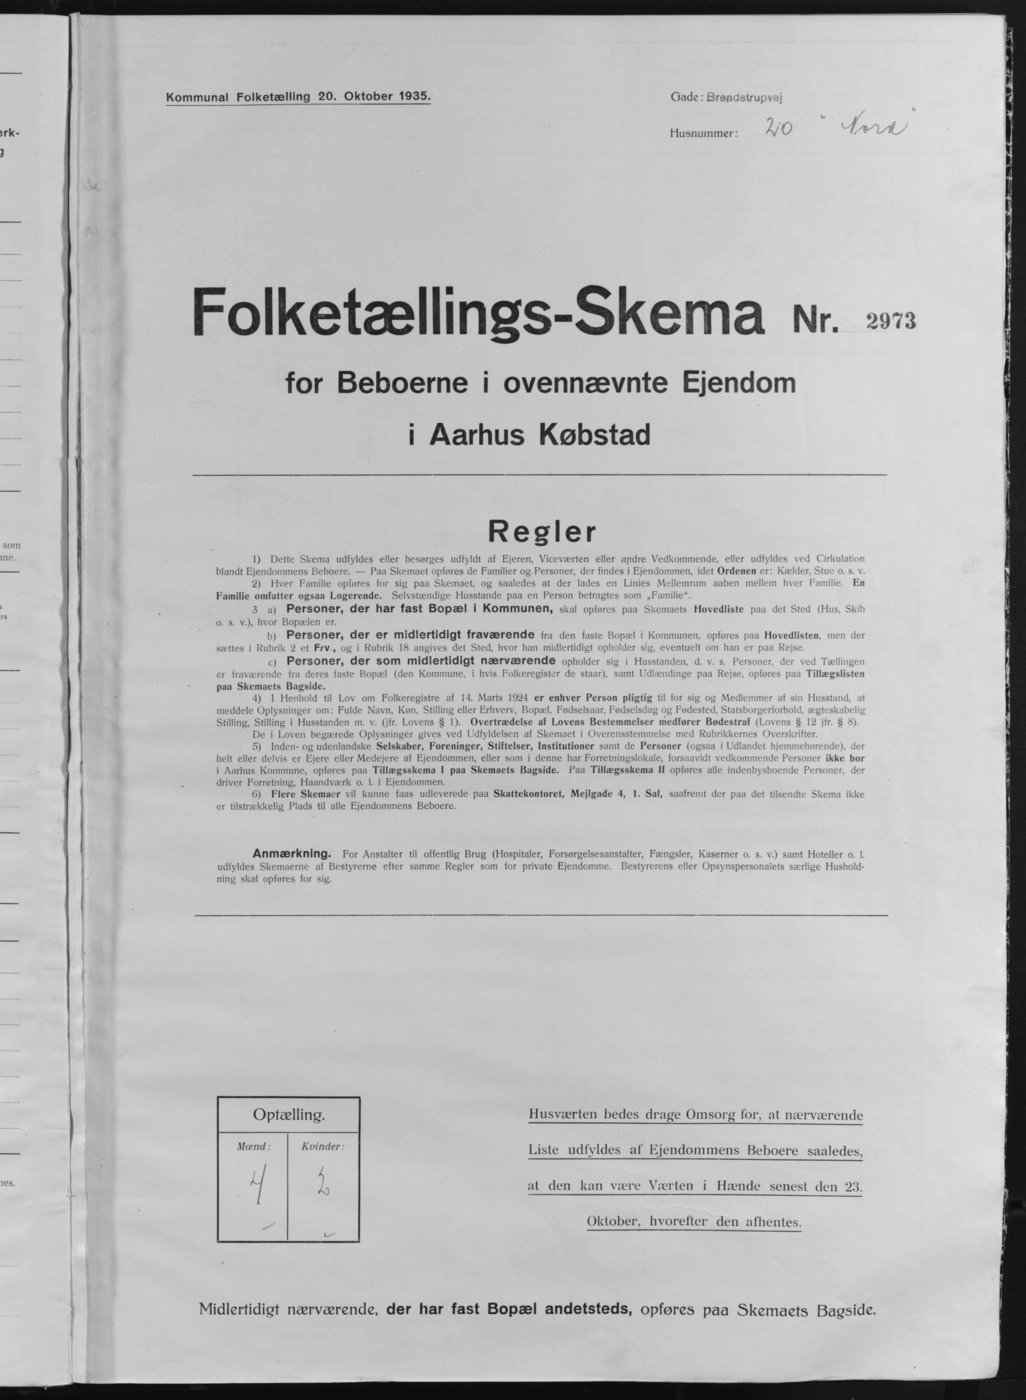 Kommunal Folketælling 20. Oktober 1935.
Gade: Brendstrupvej
Husnummer: 20 "Nord"
Folketællings-Skema Nr. 2973
for Beboerne i ovennævnte Ejendom
i Aarhus Købstad
Regler
1) Dette Skema udfyldes eller besørges udfyldt af Ejeren, Viceværten eller andre Vedkommende, eller udfyldes ved Cirkulation
blandt Ejendommens Beboere. — Paa Skemaet opføres de Familier og Personer, der findes i Ejendommen, idet Ordenen er: Kælder, Stue o. s. v.
2) Hver Familie opføres for sig paa Skemaet, og saaledes at der lades en Linies Mellemrum aaben mellem hver Familie. En
Familie omfatter ogsaa Logerende. Selvstændige Husstande paa en Person betragtes som „Familie".
3 a) Personer, der har fast Bopæl i Kommunen, skal opføres paa Skemaets Hovedliste paa det Sted (Hus, Skib
o. s. v.), hvor Bopælen er.
b) Personer, der er midlertidigt fraværende fra den faste Bopæl i Kommunen, opføres paa Hovedlisten, men der
sættes i Rubrik 2 et Frv., og i Rubrik 18 angives det Sted, hvor han midlertidigt opholder sig, eventuelt om han er paa Rejse.
c) Personer, der som midlertidigt nærværende opholder sig i Husstanden, d. v. s. Personer, der ved Tællingen
er fraværende fra deres faste Bopæl (den Kommune, i hvis Folkeregister de staar), samt Udlændinge paa Rejse, opføres paa Tillægslisten
paa Skemaets Bagside.
4) I Henhold til Lov om Folkeregistre af 14. Marts 1924 er enhver Person pligtig til for sig og Medlemmer af sin Husstand, at
meddele Oplysninger om: Fulde Navn, Køn, Stilling eller Erhverv, Bopæl, Fødselsaar, Fødselsdag og Fødested, Statsborgerforhold, ægteskabelig
Stilling, Stilling i Husstanden m. v. (jfr. Lovens § 1). Overtrædelse af Lovens Bestemmelser medfører Bødestraf (Lovens § 12 jfr. § 8).
De i Loven begærede Oplysninger gives ved Udfyldelsen af Skemaet i Overensstemmelse med Rubrikkernes Overskrifter.
5) Inden- og udenlandske Selskaber, Foreninger, Stiftelser, Institutioner samt de Personer (ogsaa i Udlandet hjemmehørende), der
helt eller delvis er Ejere eller Medejere af Ejendommen, eller som i denne har Forretningslokale, forsaavidt vedkommende Personer ikke bor
i Aarhus Kommune, opføres paa Tillægsskema I paa Skemaets Bagside. Paa Tillægsskema II opføres alle indenbysboende Personer, der
driver Forretning, Haandværk o. l. i Ejendommen.
6) Flere Skemaer vil kunne faas udleverede paa Skattekontoret, Mejlgade 4, 1. Sal, saafremt der paa det tilsendte Skema ikke
er tilstrækkelig Plads til alle Ejendommens Beboere.
Anmærkning. For Anstalter til offentlig Brug (Hospitaler, Forsørgelsesanstalter, Fængsler, Kaserner o. s. v.) samt Hoteller o. l.
udfyldes Skemaerne af Bestyrerne efter samme Regler som for private Ejendomme. Bestyrerens eller Opsynspersonalets særlige Hushold-
ning skal opføres for sig.
Optælling.
Mænd: Kvinder:
4 2
Husværten bedes drage Omsorg for, at nærværende
Liste udfyldes af Ejendommens Beboere saaledes,
at den kan være Værten i Hænde senest den 23.
Oktober, hvorefter den afhentes.
Midlertidigt nærværende, der har fast Bopæl andetsteds, opføres paa Skemaets Bagside.